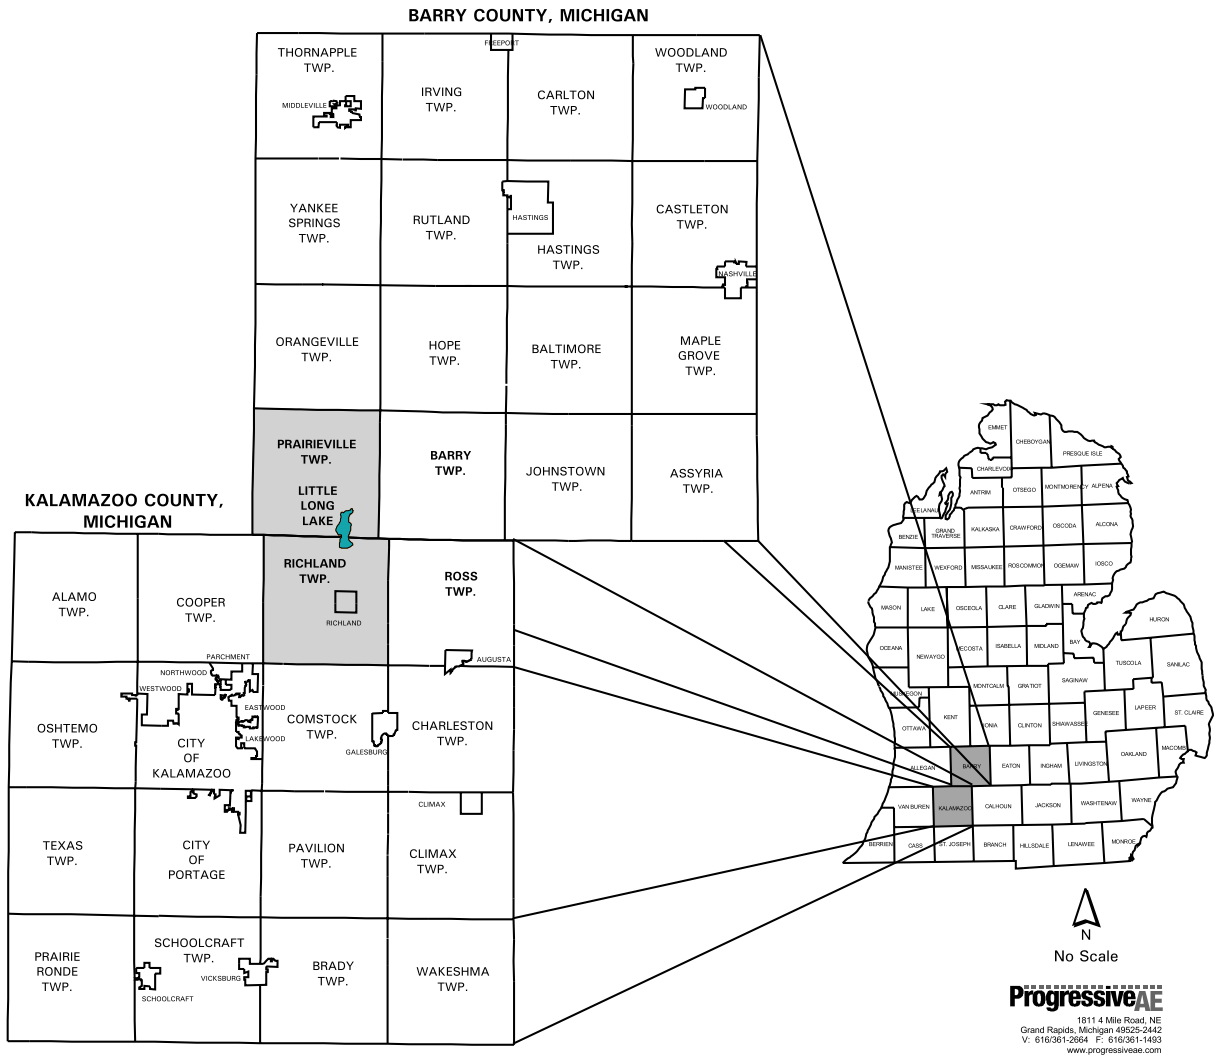 BARRY COUNTY, MICHIGAN
THORNAPPLE
TWP.
MIDDLEVILLE
FREEPORT
IRVING
TWP.
CARLTON
TWP.
WOODLAND
TWP.
WOODLAND
YANKEE
SPRINGS
TWP.
RUTLAND
TWP.
HASTINGS
HASTINGS
TWP.
CASTLETON
TWP.
NASHVILLE
ORANGEVILLE
TWP.
HOPE
TWP.
BALTIMORE
TWP.
MAPLE
GROVE
TWP.
PRAIRIEVILLE
TWP.
LITTLE
LONG
LAKE
BARRY
TWP.
JOHNSTOWN
TWP.
ASSYRIA
TWP.
KALAMAZOO COUNTY,
MICHIGAN
ALAMO
TWP.
COOPER
TWP.
RICHLAND
TWP.
RICHLAND
ROSS
TWP.
AUGUSTA
PARCHMENT
NORTHWOOD
WESTWOOD
EASTWOOD
LAKEWOOD
OSHTEMO
TWP.
CITY
OF
KALAMAZOO
COMSTOCK
TWP.
GALESBURG
CHARLESTON
TWP.
TEXAS
TWP.
CITY
OF
PORTAGE
PAVILION
TWP.
CLIMAX
CLIMAX
TWP.
PRAIRIE
RONDE
TWP.
SCHOOLCRAFT
TWP.
SCHOOLCRAFT
VICKSBURG
BRADY
TWP.
WAKESHMA
TWP.
EMMET
CHEBOYGAN
PRESQUE ISLE
CHARLEVOIX
ANTRIM
OTSEGO
MONTMORENCY
ALPENA
LEELANAU
BENZIE
GRAND
TRAVERSE
KALKASKA
CRAWFORD
OSCODA
ALCONA
MANISTEE
WEXFORD
MISSAUKEE
ROSCOMMON
OGEMAW
IOSCO
ARENAC
MASON
LAKE
OSCEOLA
CLARE
GLADWIN
HURON
OCEANA
NEWAYGO
MECOSTA
ISABELLA
MIDLAND
BAY
TUSCOLA
SANILAC
MUSKEGON
MONTCALM
GRATIOT
SAGINAW
OTTAWA
KENT
IONIA
CLINTON
SHIAWASSEE
GENESEE
LAPEER
ST. CLAIRE
ALLEGAN
BARRY
EATON
INGHAM
LIVINGSTON
OAKLAND
MACOMB
VAN BUREN
KALAMAZOO
CALHOUN
JACKSON
WASHTENAW
WAYNE
BERRIEN
CASS
ST. JOSEPH
BRANCH
HILLSDALE
LENAWEE
MONROE
N
No Scale
ProgressiveAE
1811 4 Mile Road, NE
Grand Rapids, Michigan 49525-2442
V: 616/361-2664 F: 616/361-1493
www.progressiveae.com